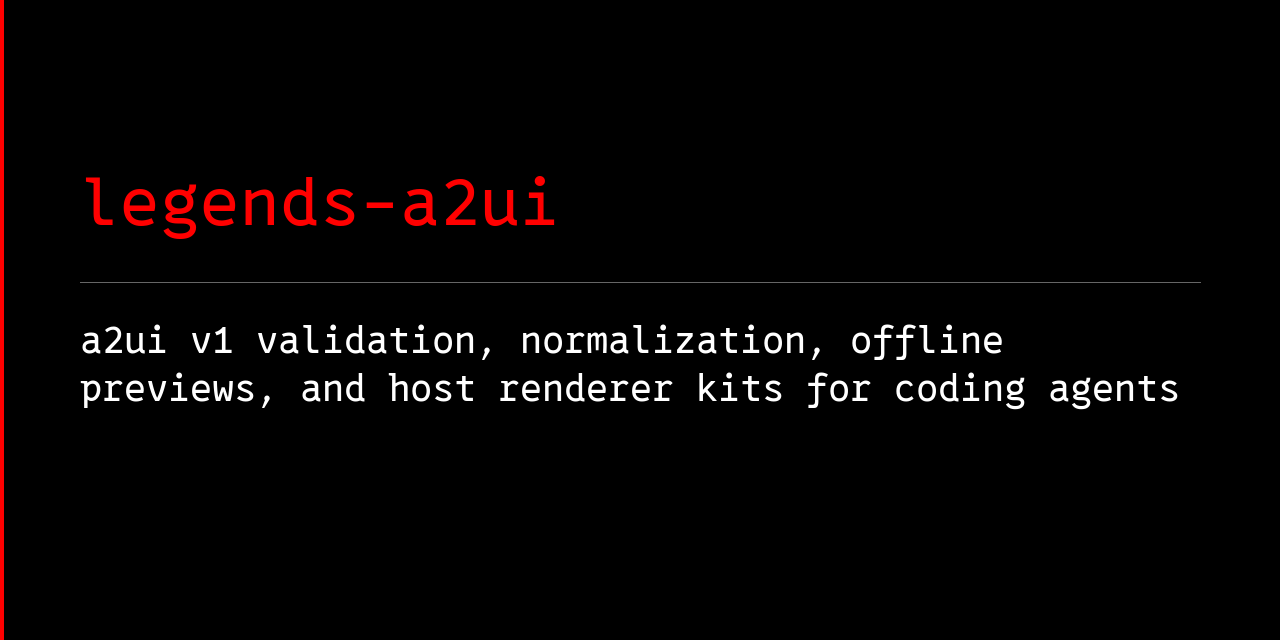 legends-a2ui
a2ui v1 validation, normalization, offline
previews, and host renderer kits for coding agents